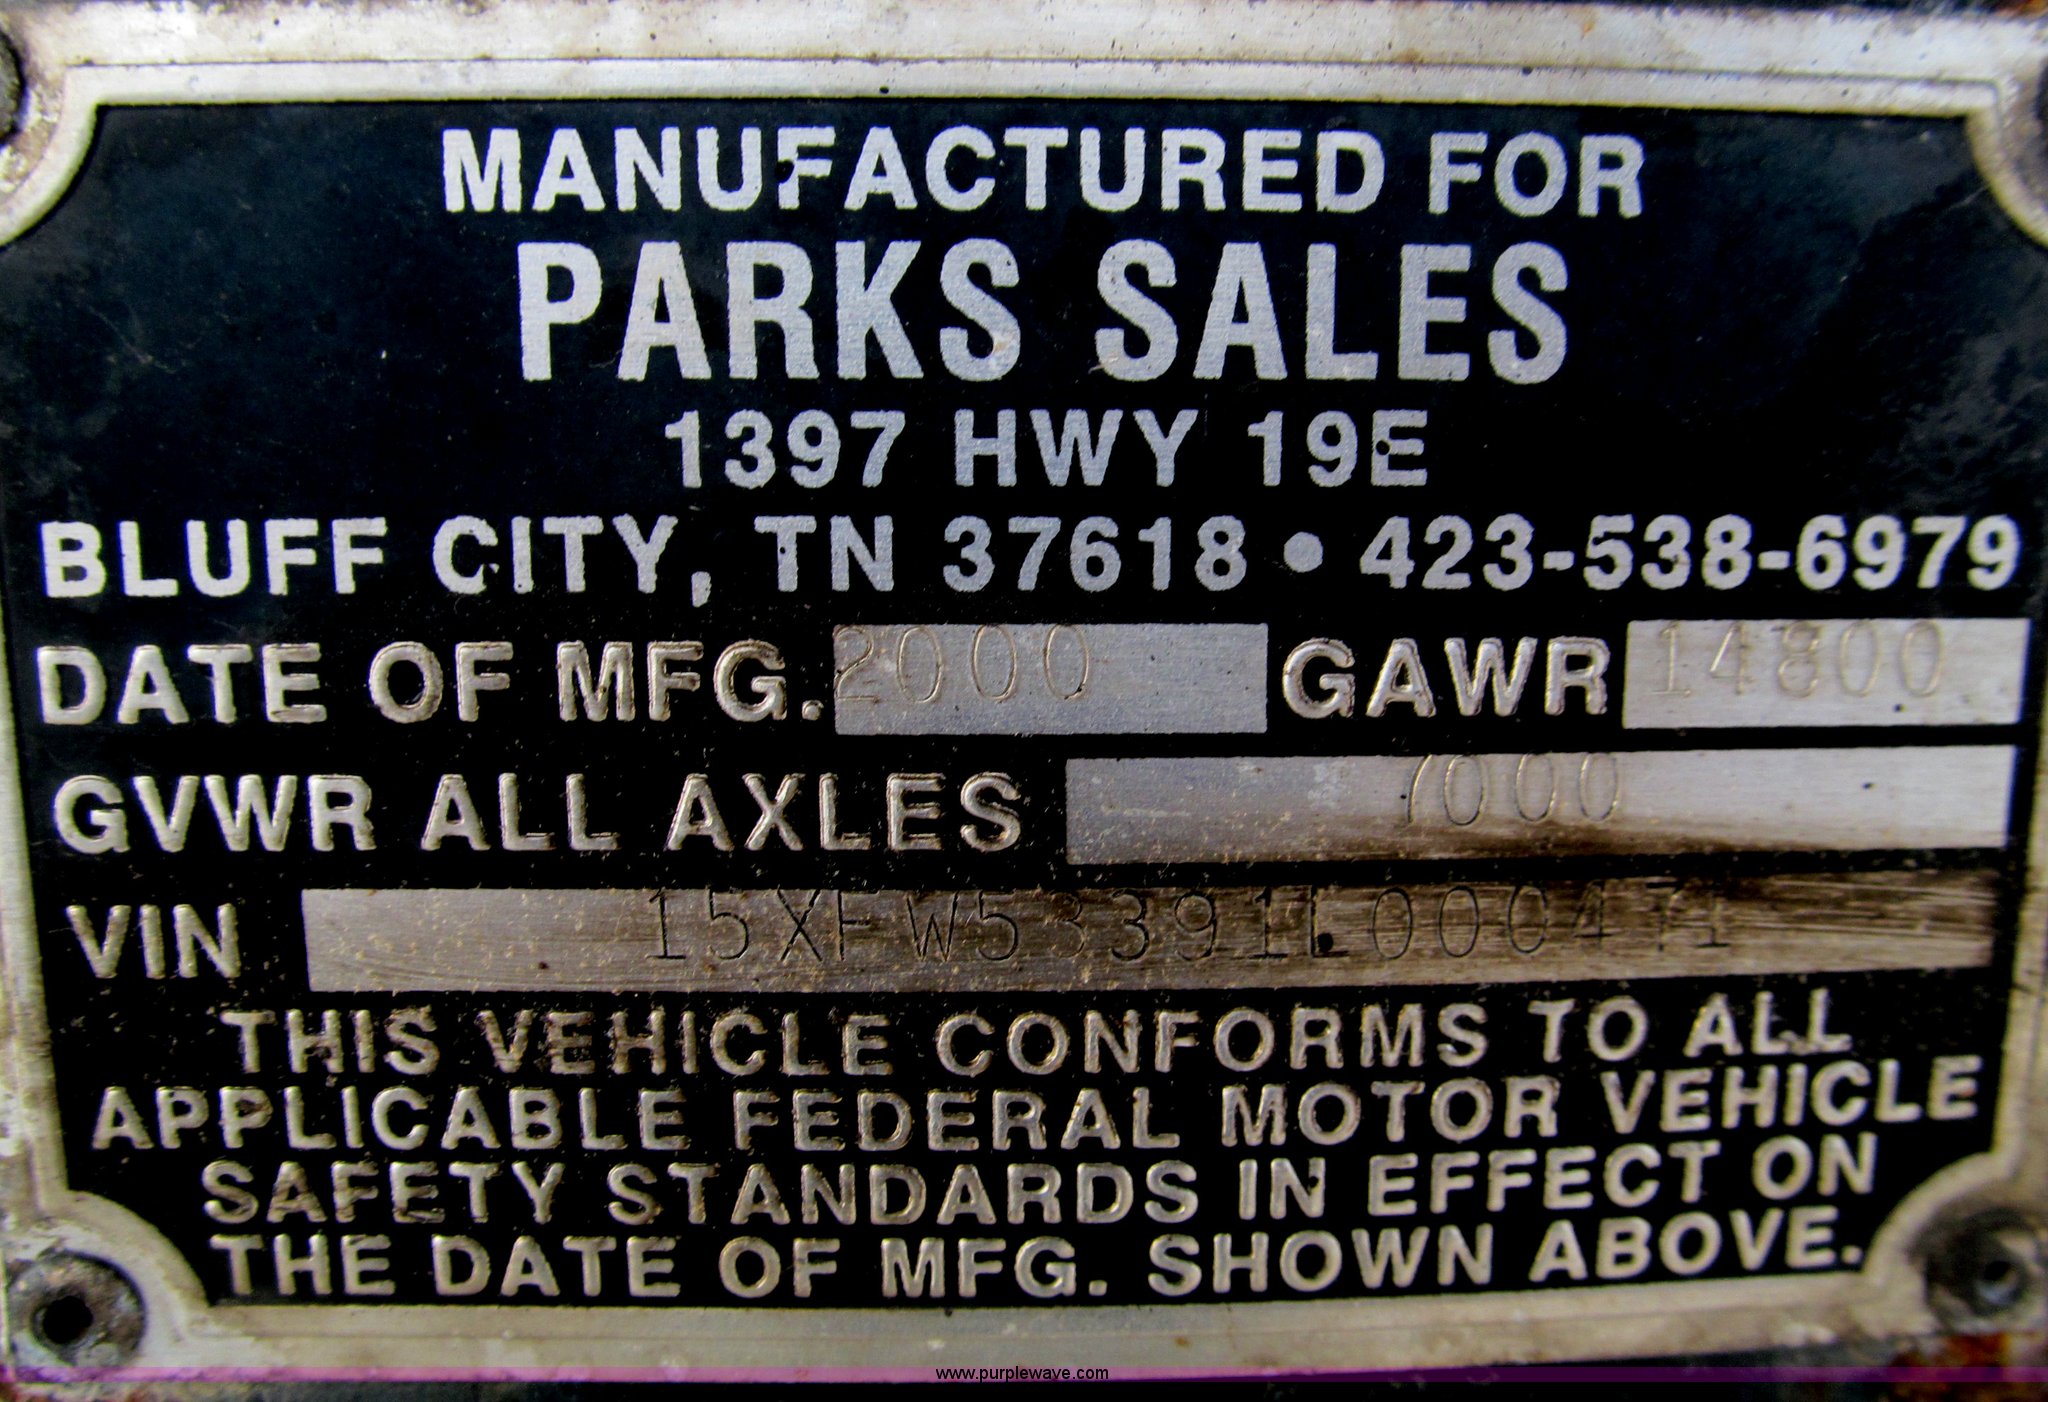 MANUFACTURED FOR
PARKS SALES
1397 HWY 19E
BLUFF CITY, TN 37618 • 423-538-6979
DATE OF MFG. 2000 GAWR 14800
GVWR ALL AXLES 7000
VIN 15XFW53391L000471
THIS VEHICLE CONFORMS TO ALL
APPLICABLE FEDERAL MOTOR VEHICLE
SAFETY STANDARDS IN EFFECT ON
THE DATE OF MFG. SHOWN ABOVE.
www.purplewave.com